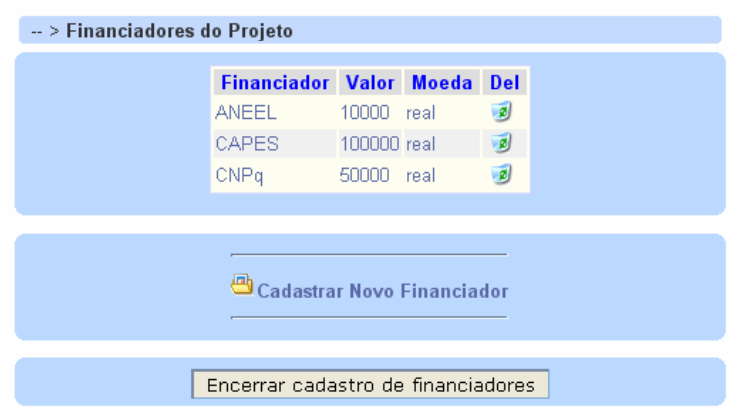 -- > Financiadores do Projeto
Financiador Valor Moeda Del
ANEEL 10000 real
CAPES 100000 real
CNPq 50000 real
Cadastrar Novo Financiador
Encerrar cadastro de financiadores